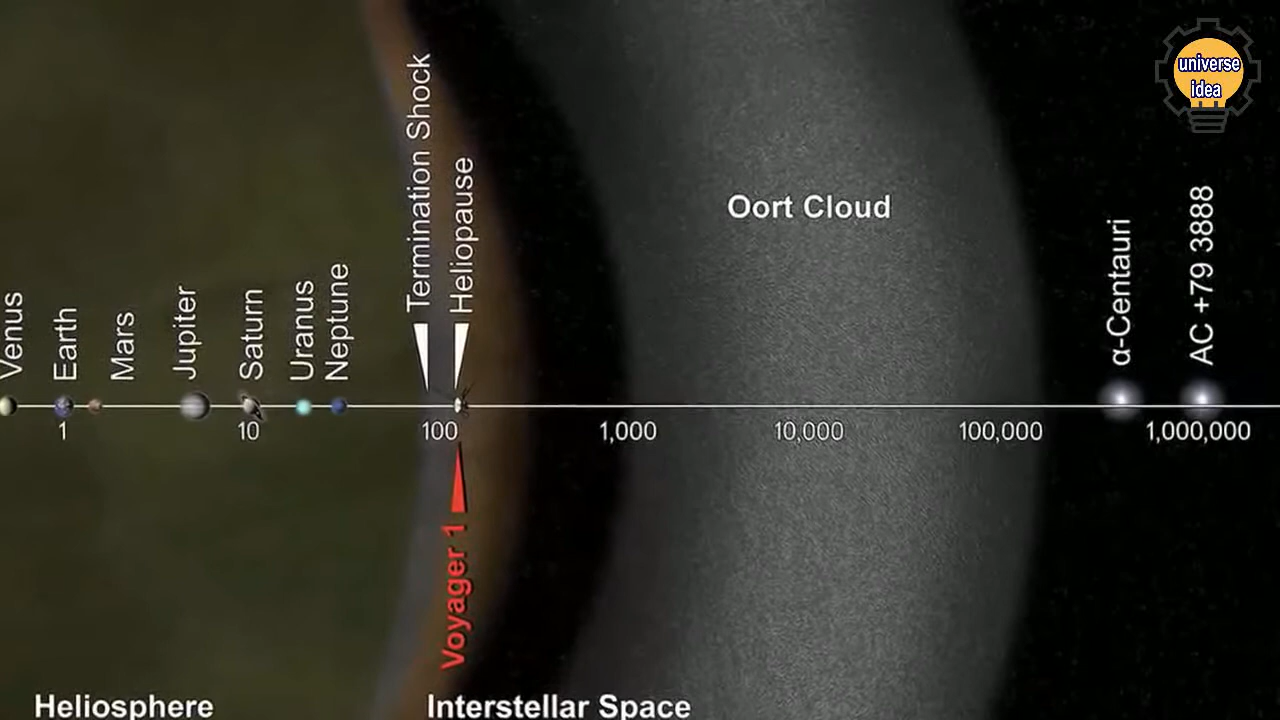 universe
idea
Termination Shock
Heliopause
Oort Cloud
Venus
Earth
Mars
Jupiter
Saturn
Uranus
Neptune
α-Centauri
AC +79 3888
1
10
100
1,000
10,000
100,000
1,000,000
Voyager 1
Heliosphere
Interstellar Space